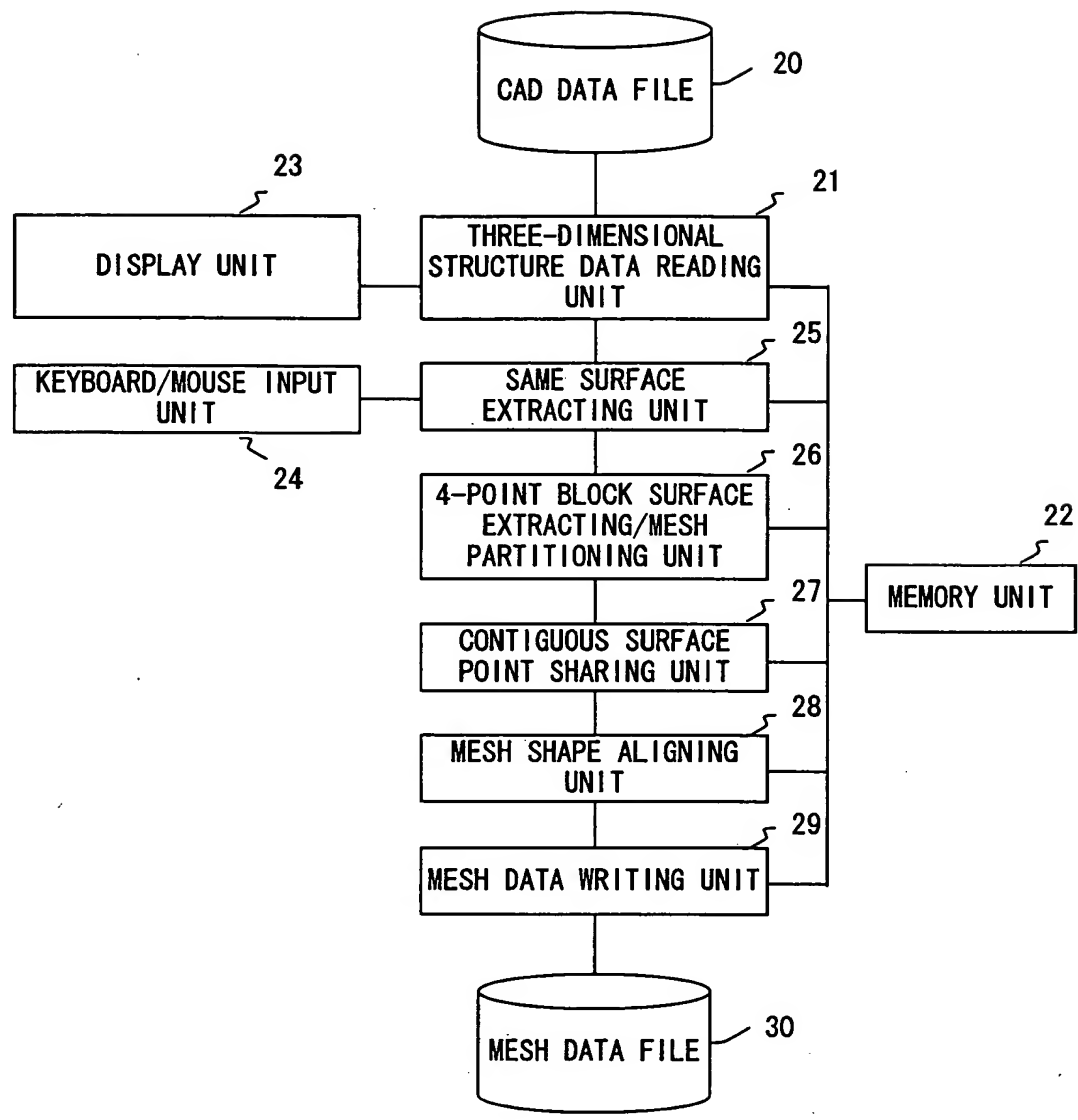 CAD DATA FILE
20
23
21
DISPLAY UNIT
THREE-DIMENSIONAL
STRUCTURE DATA READING
UNIT
25
KEYBOARD/MOUSE INPUT
UNIT
SAME SURFACE
EXTRACTING UNIT
24
26
4-POINT BLOCK SURFACE
EXTRACTING/MESH
PARTITIONING UNIT
22
MEMORY UNIT
27
CONTIGUOUS SURFACE
POINT SHARING UNIT
28
MESH SHAPE ALIGNING
UNIT
29
MESH DATA WRITING UNIT
30
MESH DATA FILE